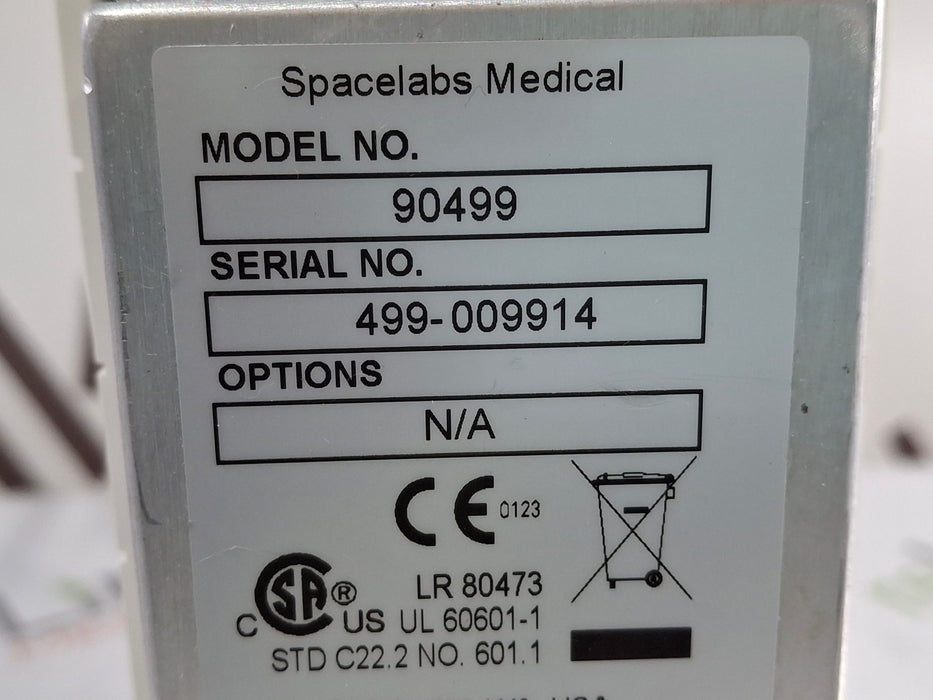 Spacelabs Medical
MODEL NO.
90499
SERIAL NO.
499-009914
OPTIONS
N/A
CE 0123
CSA ® LR 80473
C US UL 60601-1
STD C22.2 NO. 601.1